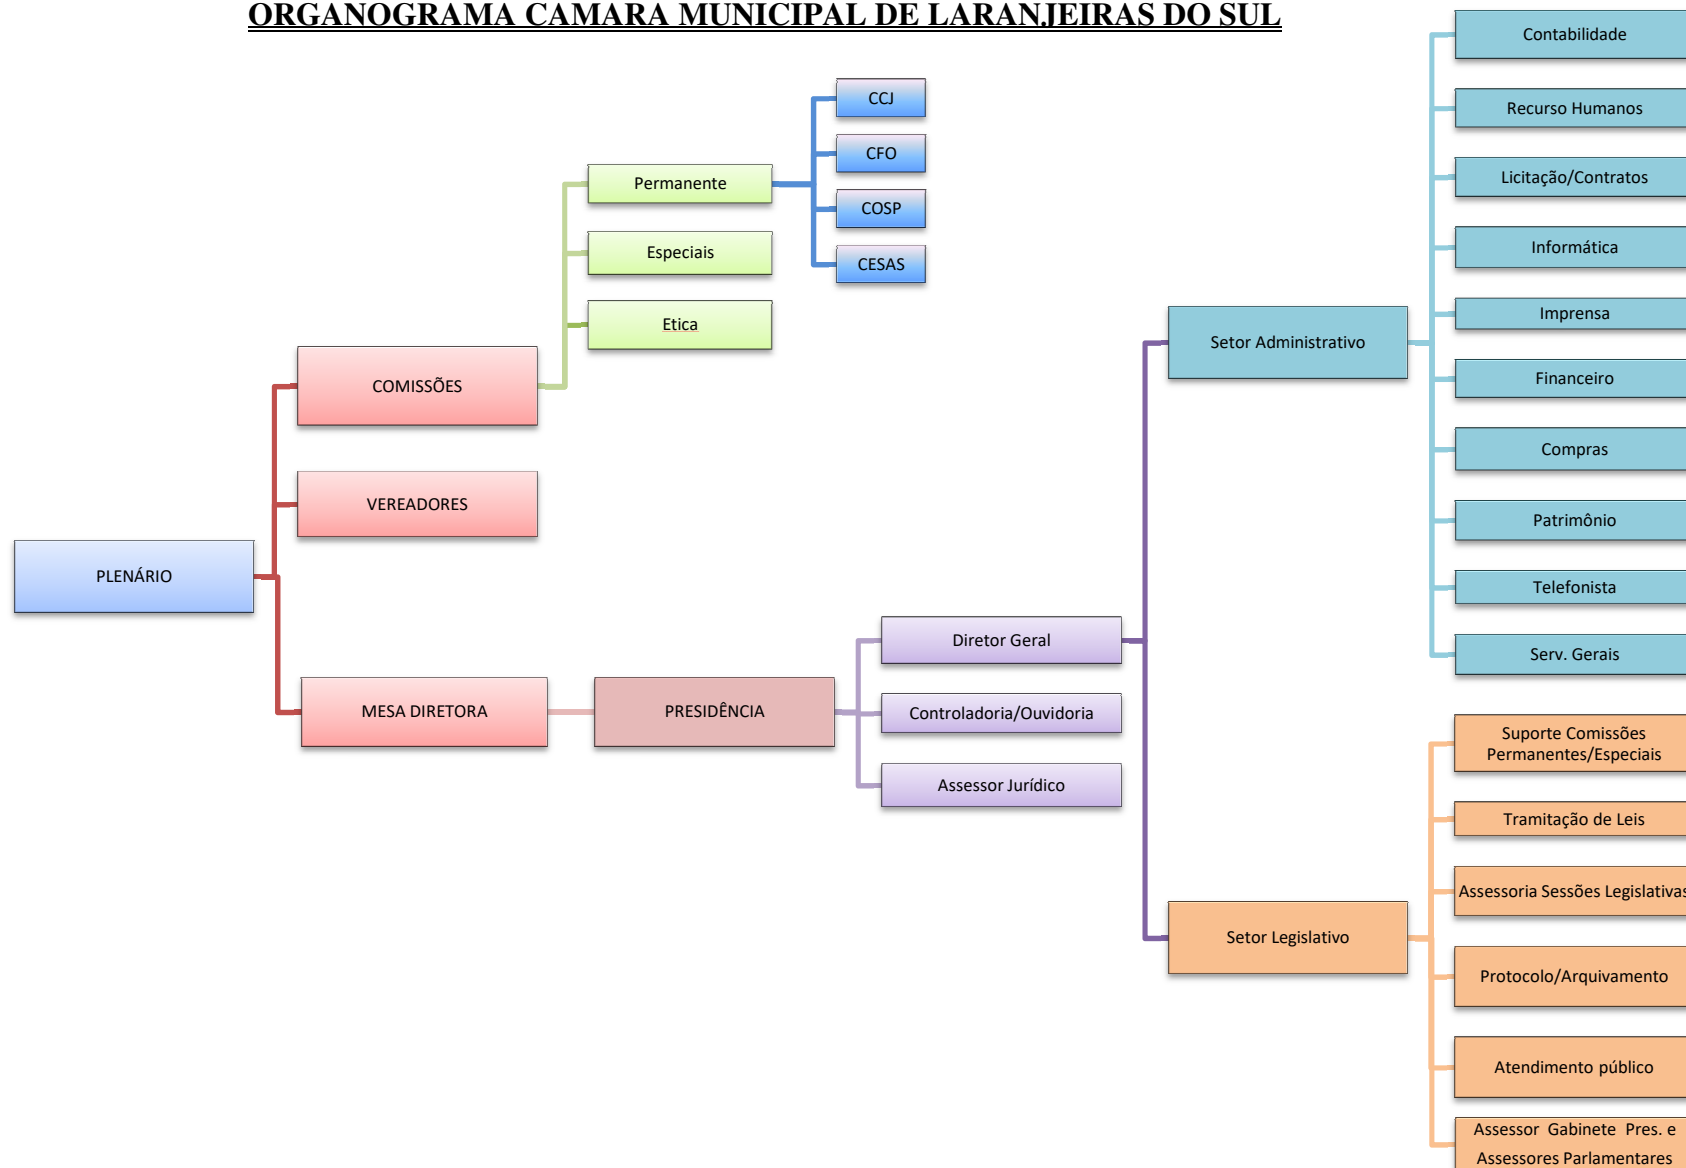 ORGANOGRAMA CAMARA MUNICIPAL DE LARANJEIRAS DO SUL
PLENÁRIO
COMISSÕES
VEREADORES
MESA DIRETORA
Permanente
Especiais
Etica
CCJ
CFO
COSP
CESAS
PRESIDÊNCIA
Diretor Geral
Controladoria/Ouvidoria
Assessor Jurídico
Setor Administrativo
Contabilidade
Recurso Humanos
Licitação/Contratos
Informática
Imprensa
Financeiro
Compras
Patrimônio
Telefonista
Serv. Gerais
Setor Legislativo
Suporte Comissões
Permanentes/Especiais
Tramitação de Leis
Assessoria Sessões Legislativas
Protocolo/Arquivamento
Atendimento público
Assessor Gabinete Pres. e
Assessores Parlamentares